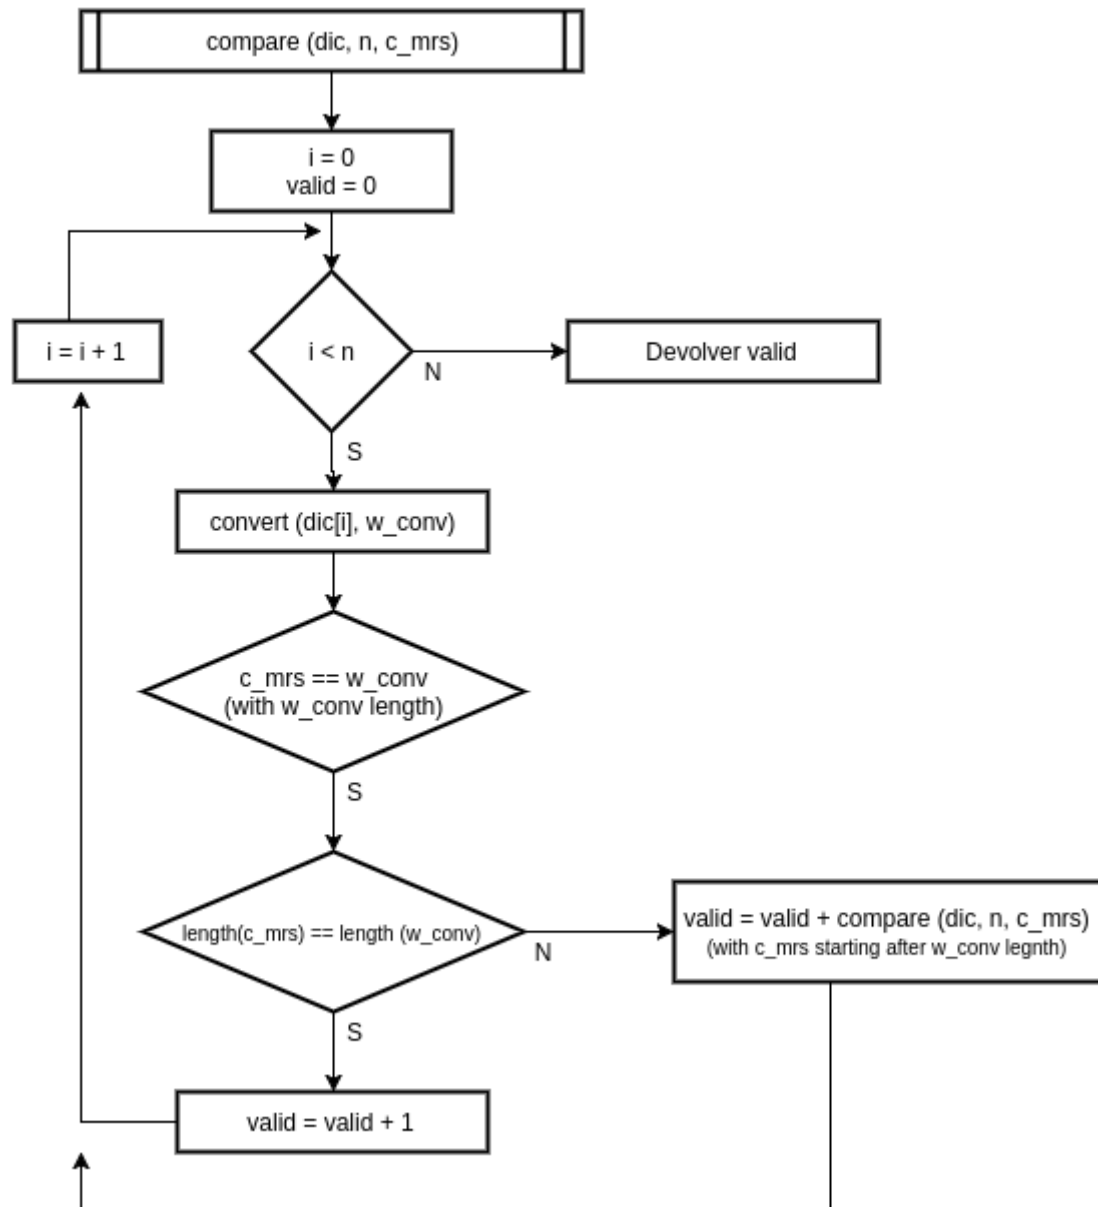 compare (dic, n, c_mrs)
i = 0
valid = 0
i = i + 1
i < n
N
Devolver valid
S
convert (dic[i], w_conv)
c_mrs == w_conv
(with w_conv length)
S
length(c_mrs) == length (w_conv)
N
valid = valid + compare (dic, n, c_mrs)
(with c_mrs starting after w_conv legnth)
S
valid = valid + 1